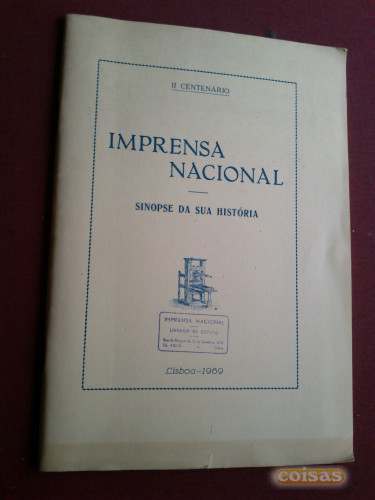 II CENTENÁRIO
IMPRENSA
NACIONAL
SINOPSE DA SUA HISTÓRIA
IMPRENSA NACIONAL
Lisboa-1969
coisas